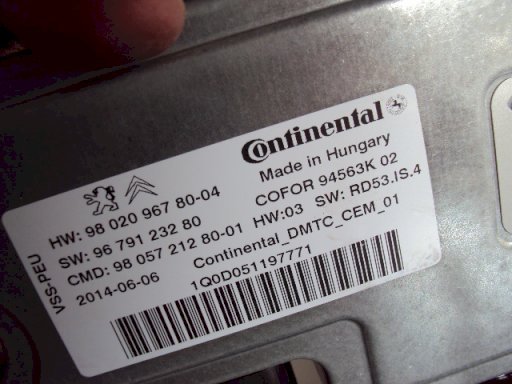 Continental
Made in Hungary
COFOR 94563K 02
HW:03 SW: RD53.IS.4
VSS-PEU
HW: 98 020 967 80-04
SW: 96 791 232 80
CMD: 98 057 212 80-01
2014-06-06
Continental_DMTC_CEM_01
1Q0D051197771